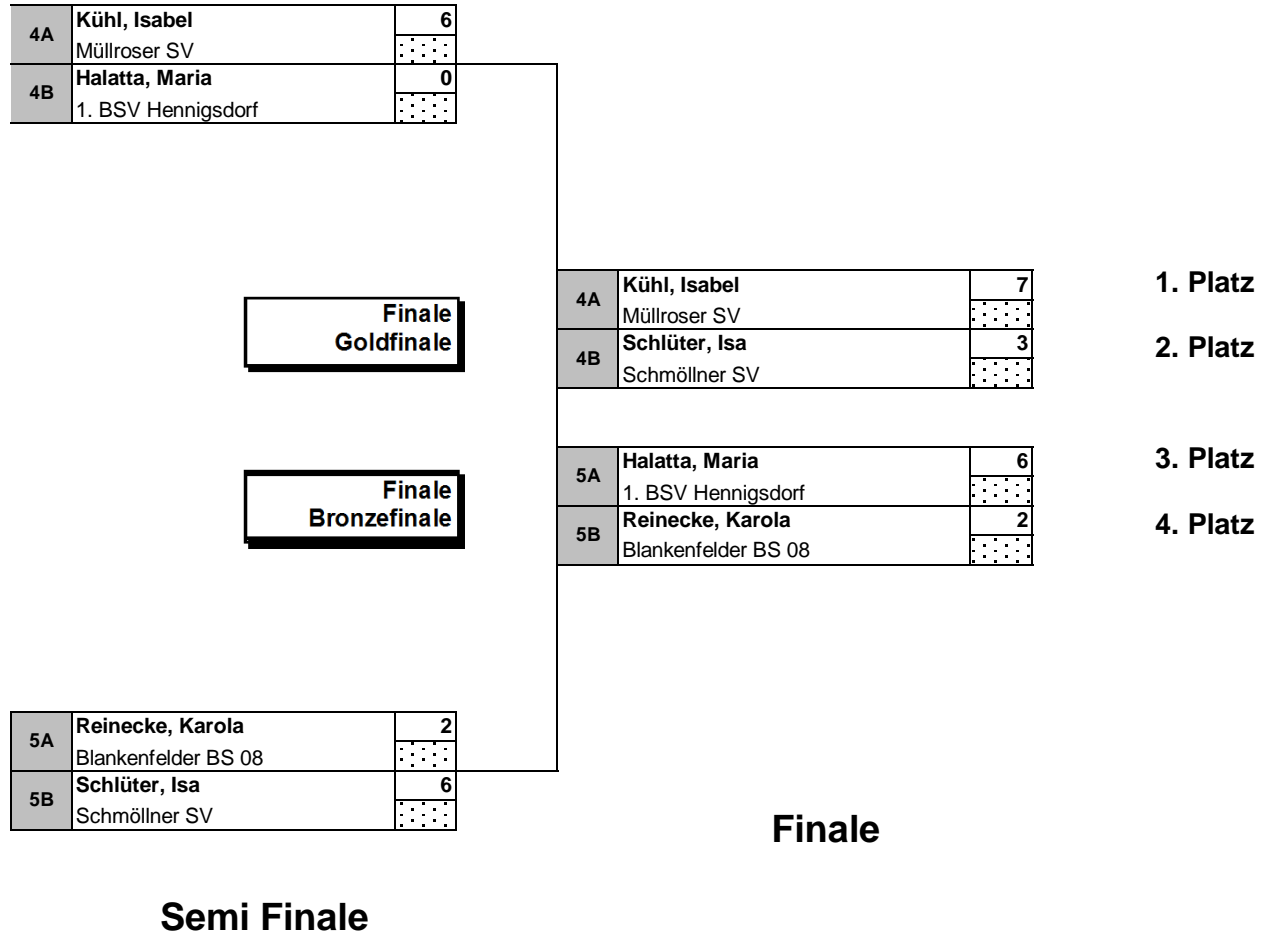 4A Kühl, Isabel 6
Müllroser SV
4B Halatta, Maria 0
1. BSV Hennigsdorf
Finale
Goldfinale
4A Kühl, Isabel 7 1. Platz
Müllroser SV
4B Schlüter, Isa 3 2. Platz
Schmöllner SV
Finale
Bronzefinale
5A Halatta, Maria 6 3. Platz
1. BSV Hennigsdorf
5B Reinecke, Karola 2 4. Platz
Blankenfelder BS 08
5A Reinecke, Karola 2
Blankenfelder BS 08
5B Schlüter, Isa 6
Schmöllner SV
Finale
Semi Finale